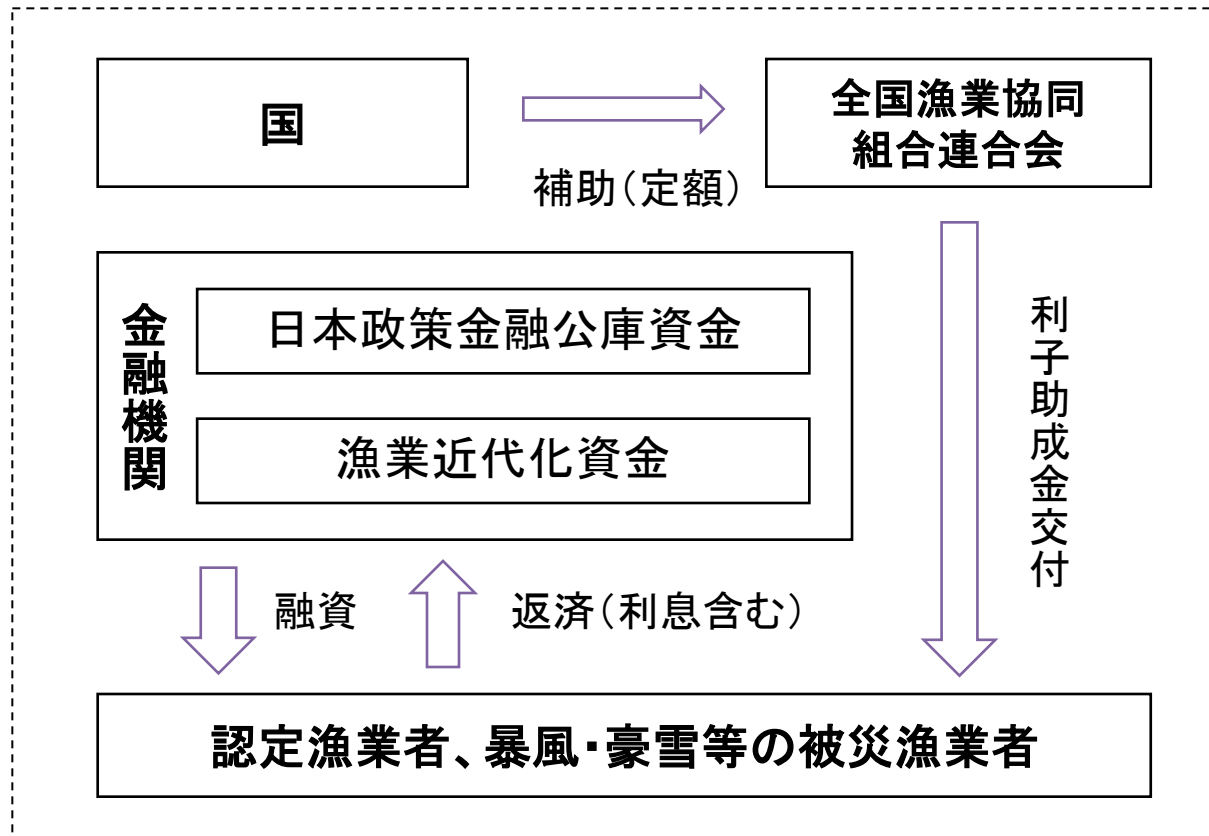 国
補助（定額）
全国漁業協同
組合連合会
金融機関
日本政策金融公庫資金
漁業近代化資金
利子助成金交付
融資
返済（利息含む）
認定漁業者、暴風・豪雪等の被災漁業者